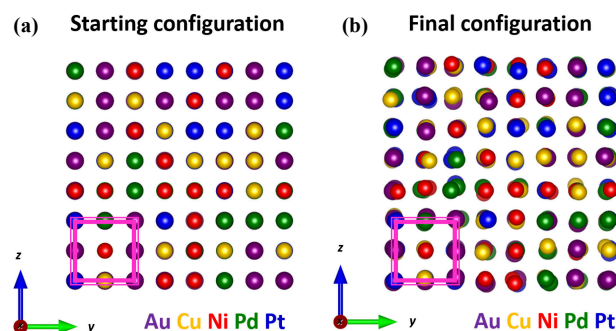 (a) Starting configuration
z
x
y
Au Cu Ni Pd Pt
(b) Final configuration
z
x
y
Au Cu Ni Pd Pt